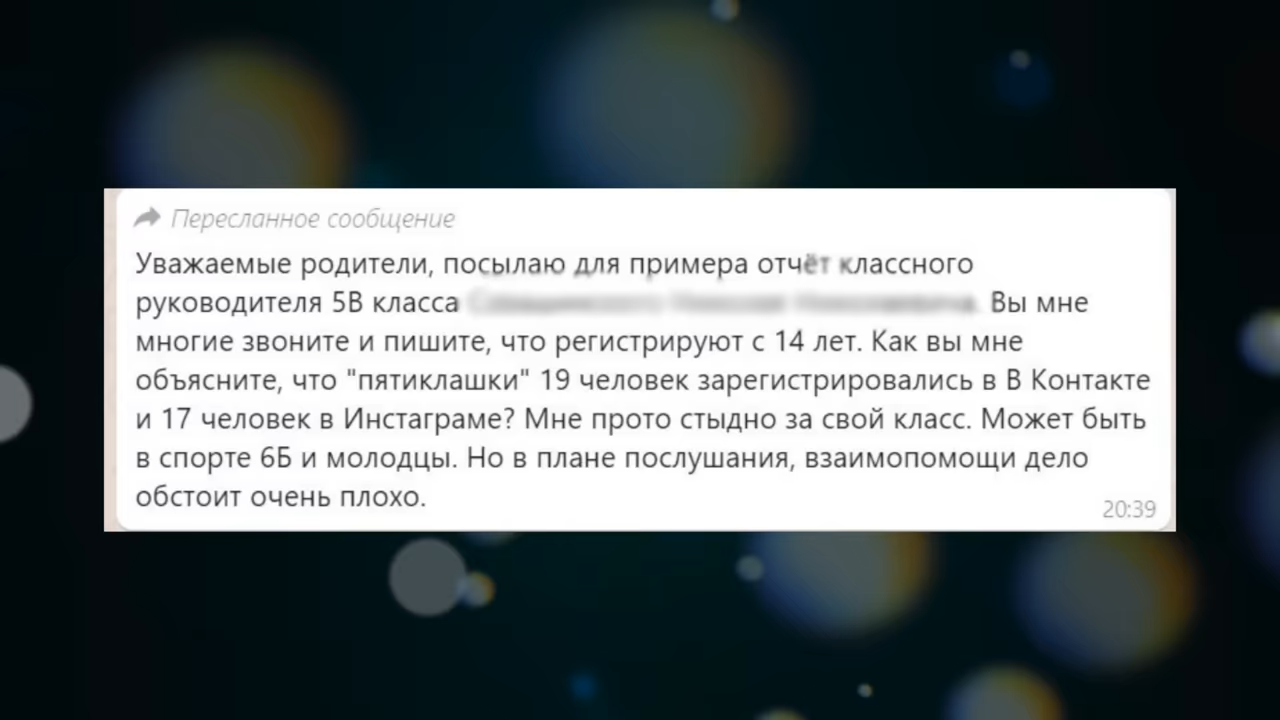 Пересланное сообщение
Уважаемые родители, посылаю для примера отчёт классного
руководителя 5В класса Вы мне
многие звоните и пишите, что регистрируют с 14 лет. Как вы мне
объясните, что "пятиклашки" 19 человек зарегистрировались в В Контакте
и 17 человек в Инстаграме? Мне прото стыдно за свой класс. Может быть
в спорте 6Б и молодцы. Но в плане послушания, взаимопомощи дело
обстоит очень плохо.
20:39